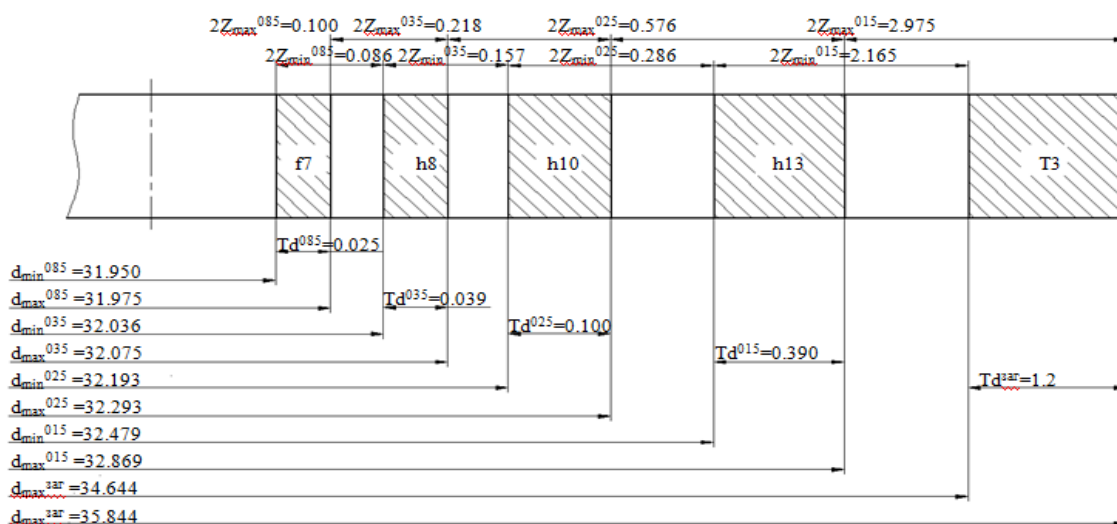 2Zmax⁰⁸⁵=0.100 2Zmax⁰³⁵=0.218 2Zmax⁰²⁵=0.576 2Zmax⁰¹⁵=2.975
2Zmin⁰⁸⁵=0.086 2Zmin⁰³⁵=0.157 2Zmin⁰²⁵=0.286 2Zmin⁰¹⁵=2.165
f7 h8 h10 h13 T3
Td⁰⁸⁵=0.025
dmin⁰⁸⁵ =31.950
dmax⁰⁸⁵ =31.975
Td⁰³⁵=0.039
dmin⁰³⁵ =32.036
Td⁰²⁵=0.100
dmax⁰³⁵ =32.075
Td⁰¹⁵=0.390
dmin⁰²⁵ =32.193
Tdᶻᵃʳ=1.2
dmax⁰²⁵ =32.293
dmin⁰¹⁵ =32.479
dmax⁰¹⁵ =32.869
dmaxᶻᵃʳ =34.644
dmaxᶻᵃʳ =35.844